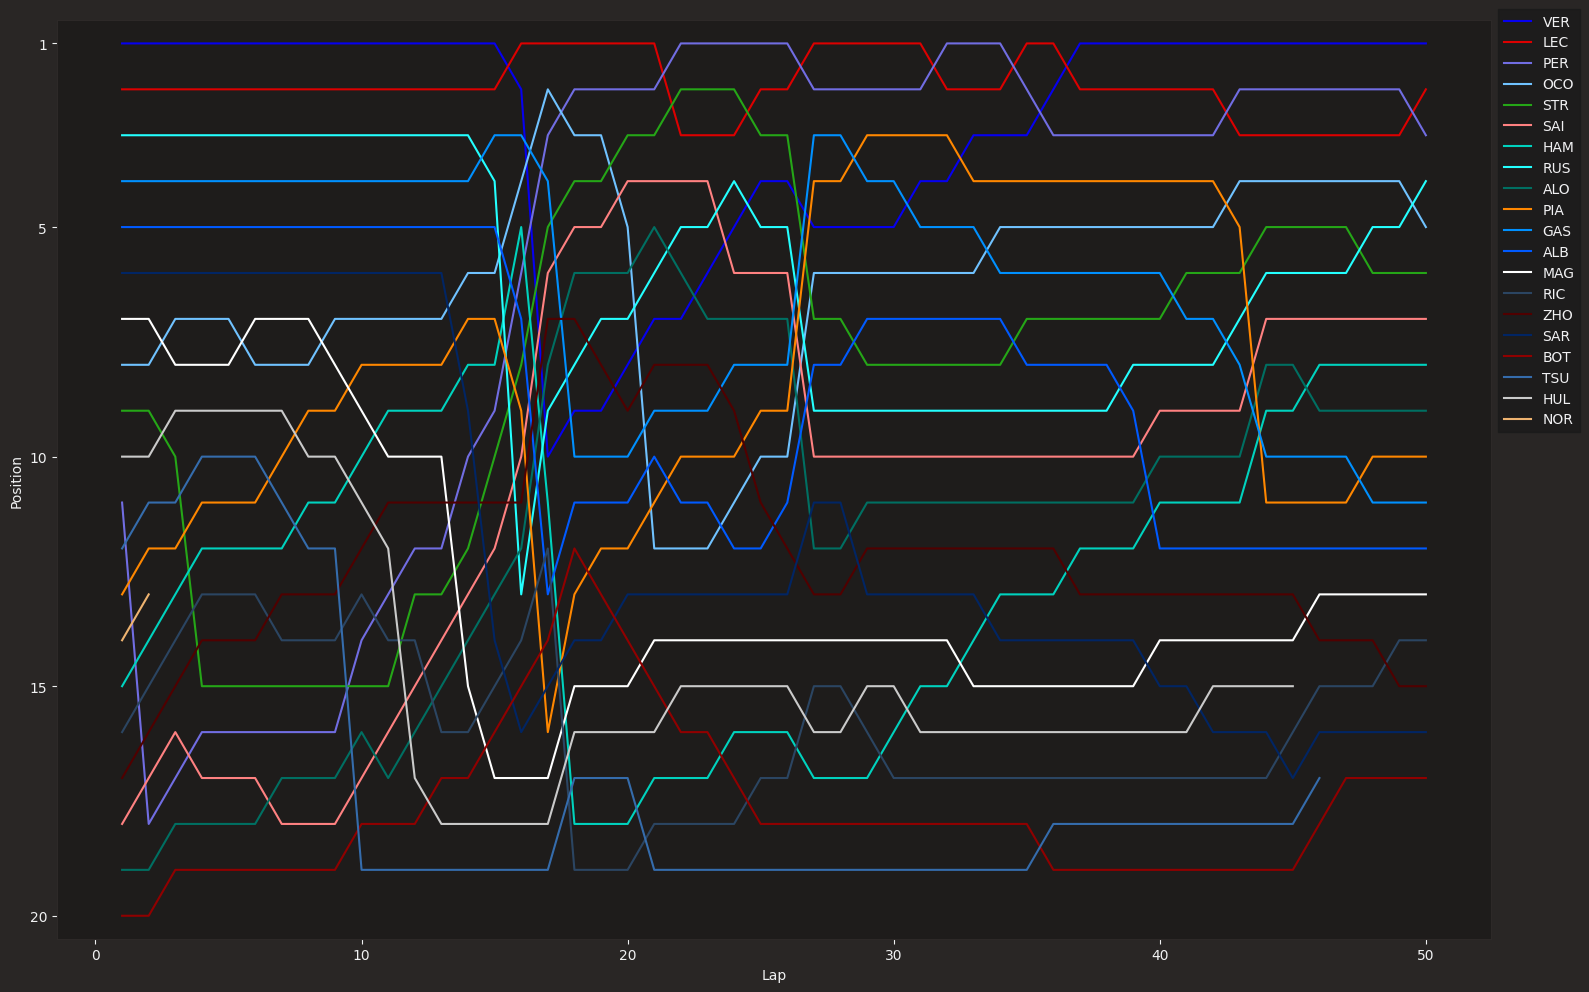 1
5
10
15
20
Position
0
10
20
30
40
50
Lap
VER
LEC
PER
OCO
STR
SAI
HAM
RUS
ALO
PIA
GAS
ALB
MAG
RIC
ZHO
SAR
BOT
TSU
HUL
NOR